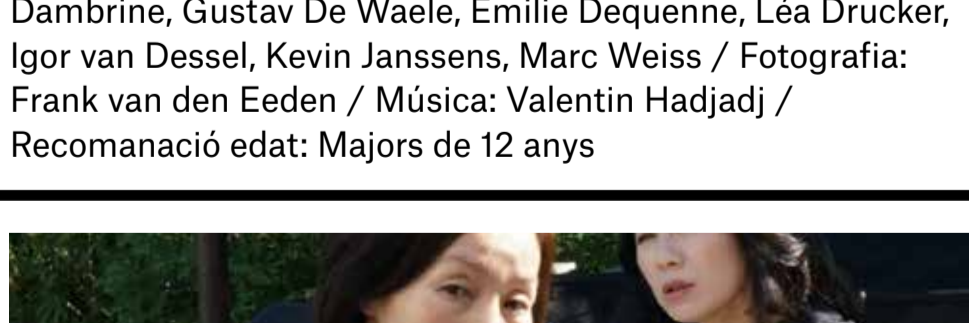 Dambrine, Gustav De Waele, Émilie Dequenne, Léa Drucker,
Igor van Dessel, Kevin Janssens, Marc Weiss / Fotografia:
Frank van den Eeden / Música: Valentin Hadjadj /
Recomanació edat: Majors de 12 anys